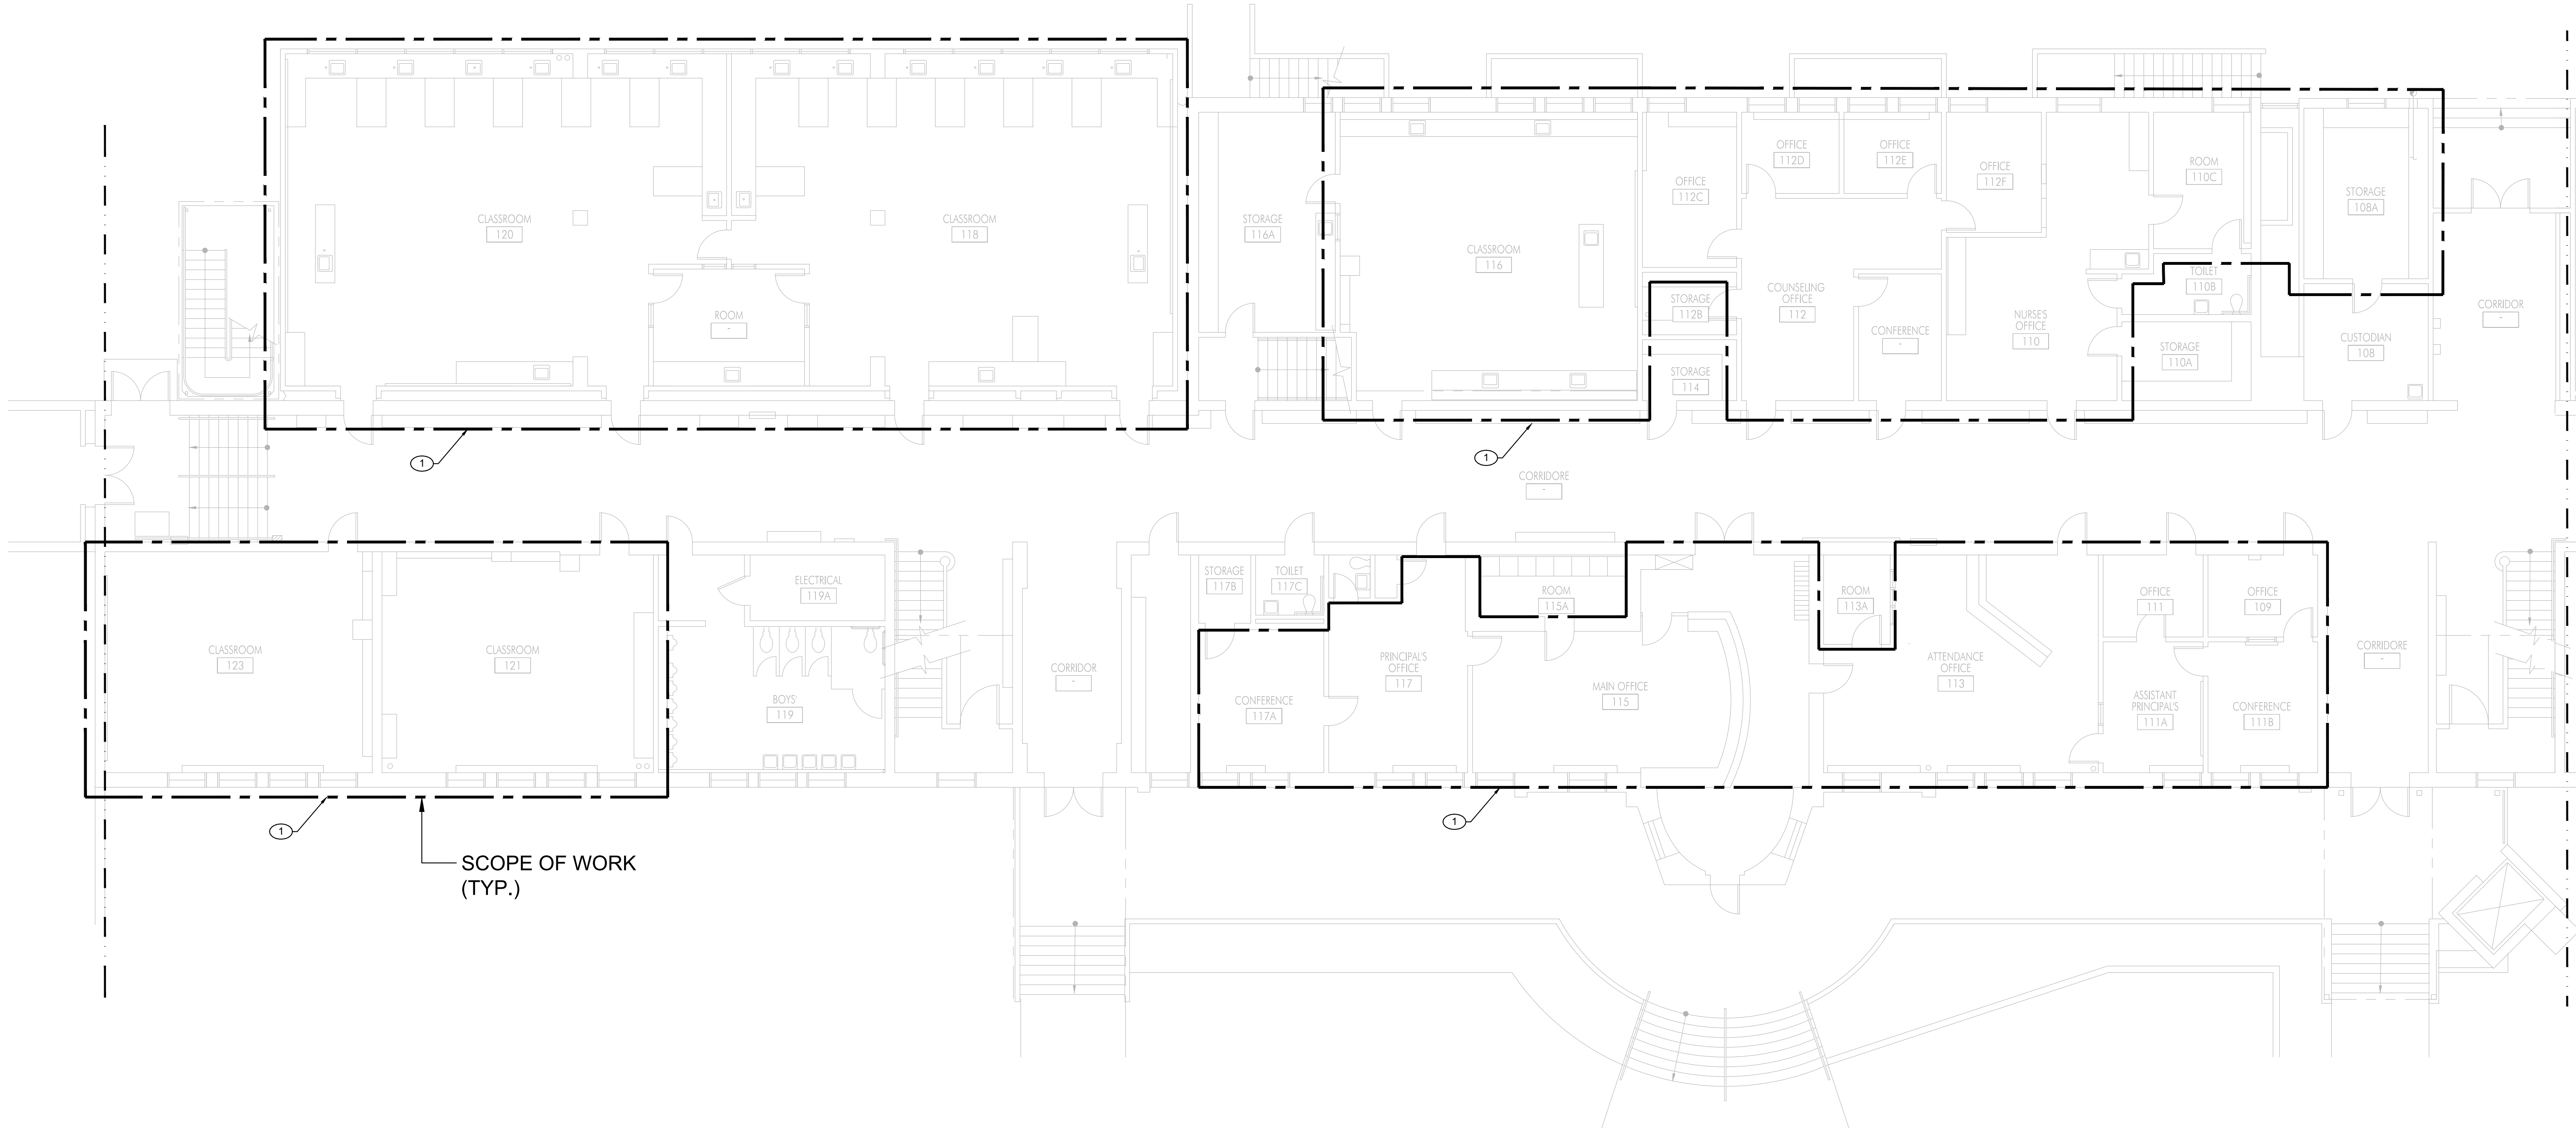 OFFICE
112D
OFFICE
112E
OFFICE
112F
OFFICE
112C
ROOM
110C
STORAGE
108A
CLASSROOM
120
CLASSROOM
118
STORAGE
116A
CLASSROOM
116
TOILET
110B
COUNSELING
OFFICE
112
STORAGE
112B
CORRIDOR
-
ROOM
-
NURSE'S
OFFICE
110
CONFERENCE
-
CUSTODIAN
108
STORAGE
110A
STORAGE
114
1
1
CORRIDORE
-
STORAGE
117B
TOILET
117C
ELECTRICAL
119A
ROOM
115A
ROOM
113A
OFFICE
111
OFFICE
109
CLASSROOM
123
CLASSROOM
121
CORRIDOR
-
PRINCIPAL'S
OFFICE
117
ATTENDANCE
OFFICE
113
CORRIDORE
-
BOYS'
119
CONFERENCE
117A
MAIN OFFICE
115
ASSISTANT
PRINCIPAL'S
111A
CONFERENCE
111B
1
1
SCOPE OF WORK
(TYP.)